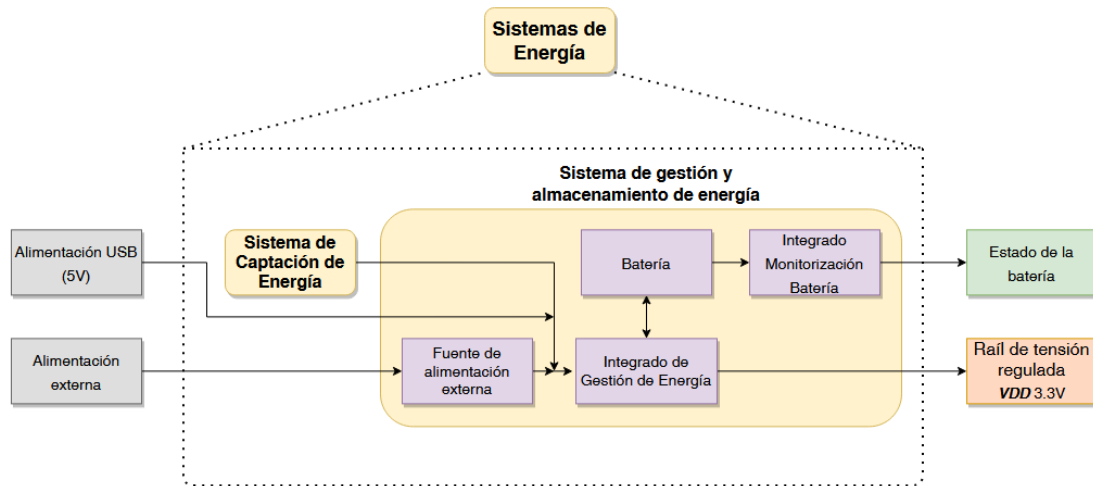 Sistemas de
Energía
Sistema de gestión y
almacenamiento de energía
Alimentación USB
(5V)
Sistema de
Captación de
Energía
Batería
Integrado
Monitorización
Batería
Estado de la
batería
Alimentación
externa
Fuente de
alimentación
externa
Integrado de
Gestión de Energía
Raíl de tensión
regulada
VDD 3.3V